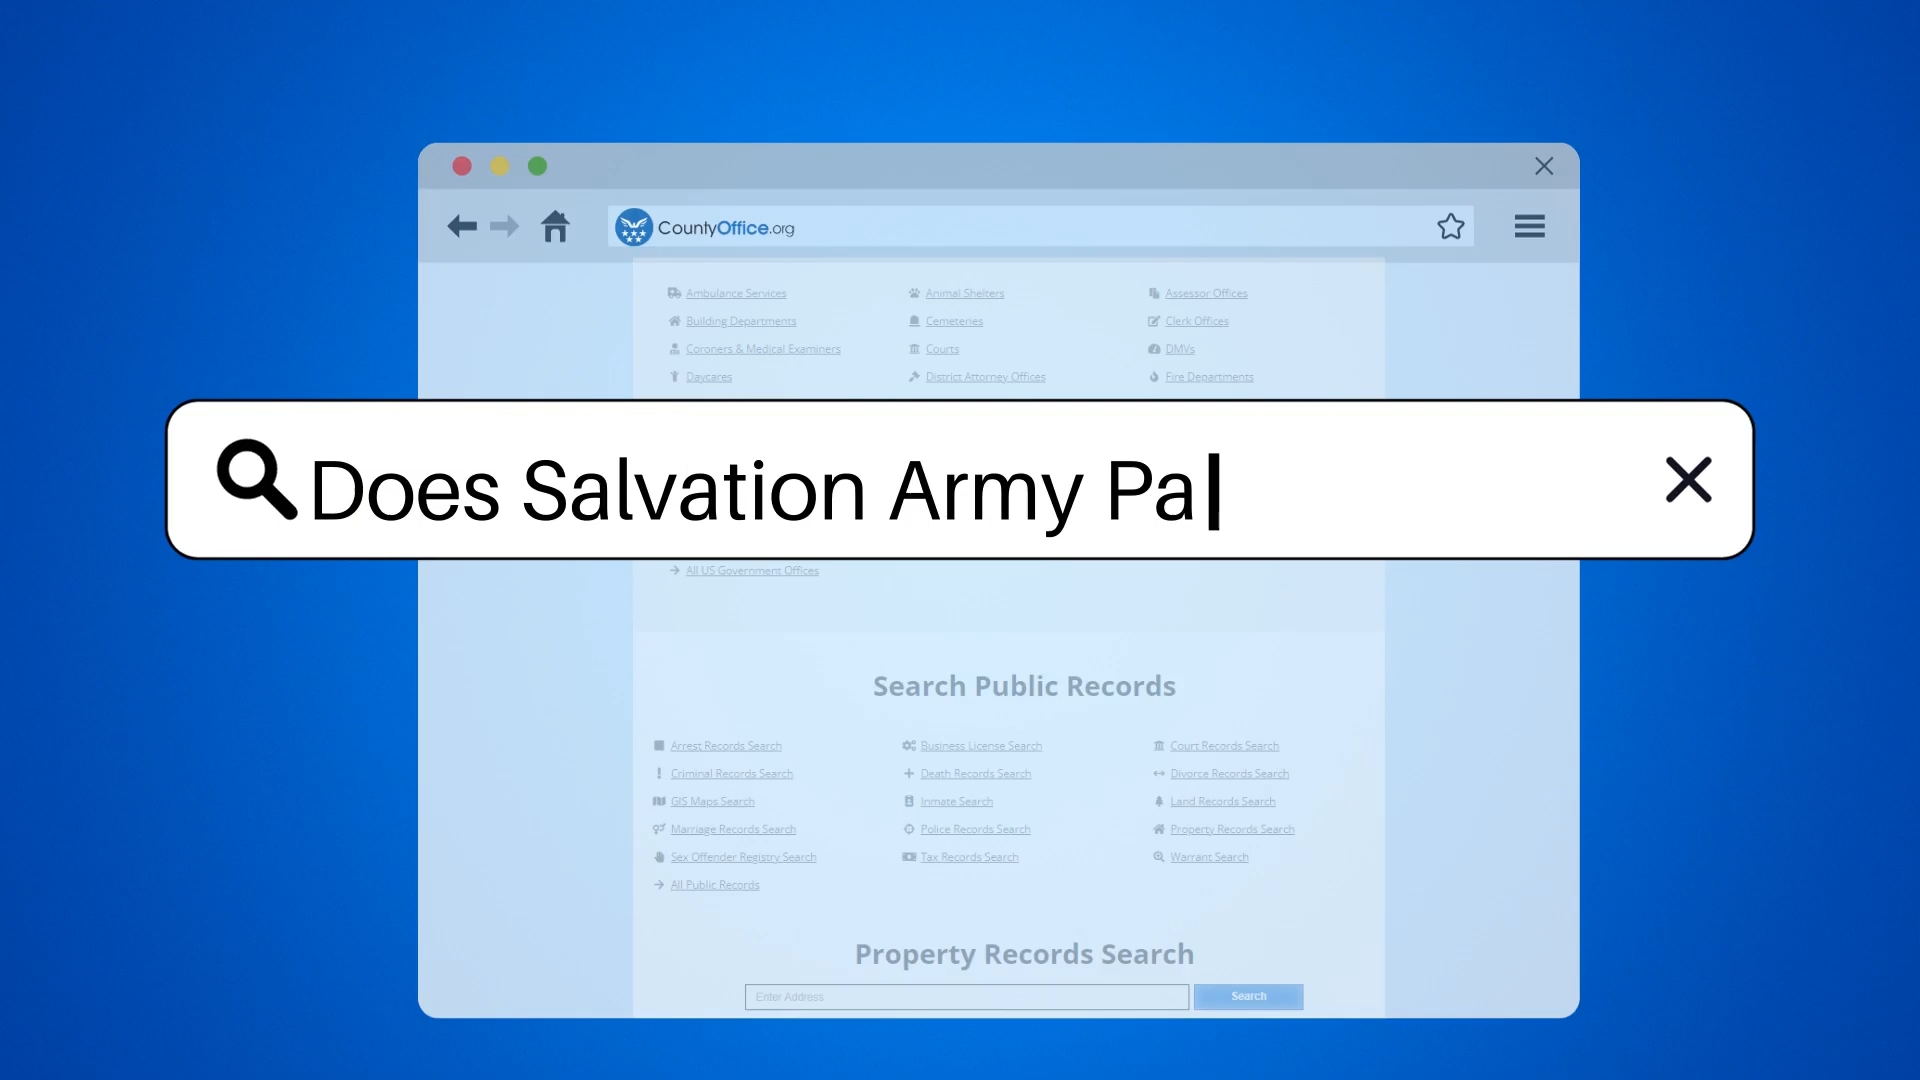 CountyOffice.org
Ambulance Services Animal Shelters Assessor Offices
Building Departments Cemeteries Clerk Offices
Coroners & Medical Examiners Courts DMVs
Daycares District Attorney Offices Fire Departments
Does Salvation Army Pa
All US Government Offices
Search Public Records
Arrest Records Search Business License Search Court Records Search
Criminal Records Search Death Records Search Divorce Records Search
GIS Maps Search Inmate Search Land Records Search
Marriage Records Search Police Records Search Property Records Search
Sex Offender Registry Search Tax Records Search Warrant Search
All Public Records
Property Records Search
Enter Address Search